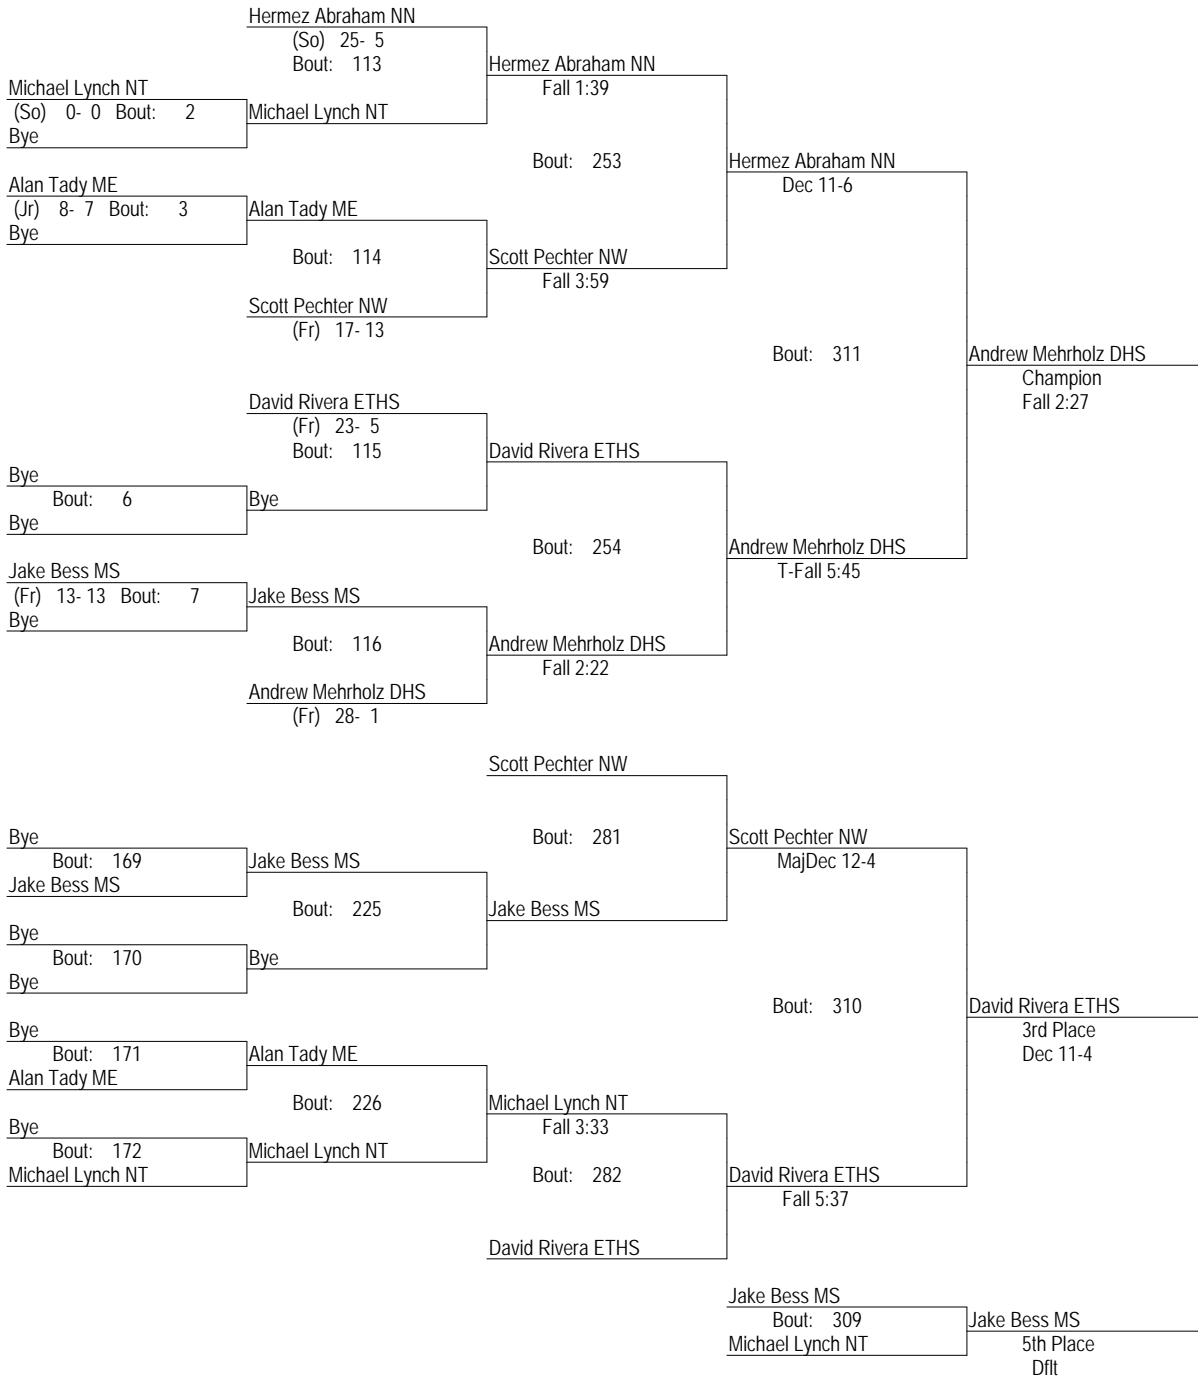 Hermez Abraham NN
(So) 25- 5
Bout: 113
Hermez Abraham NN
Fall 1:39
Michael Lynch NT
(So) 0- 0 Bout: 2
Michael Lynch NT
Bye
Bout: 253
Hermez Abraham NN
Dec 11-6
Alan Tady ME
(Jr) 8- 7 Bout: 3
Alan Tady ME
Bye
Bout: 114
Scott Pechter NW
Fall 3:59
Scott Pechter NW
(Fr) 17- 13
Bout: 311
Andrew Mehrholz DHS
Champion
Fall 2:27
David Rivera ETHS
(Fr) 23- 5
Bout: 115
David Rivera ETHS
Bye
Bout: 6
Bye
Bye
Bout: 254
Andrew Mehrholz DHS
T-Fall 5:45
Jake Bess MS
(Fr) 13- 13 Bout: 7
Jake Bess MS
Bye
Bout: 116
Andrew Mehrholz DHS
Fall 2:22
Andrew Mehrholz DHS
(Fr) 28- 1
Scott Pechter NW
Bout: 281
Scott Pechter NW
MajDec 12-4
Bye
Bout: 169
Jake Bess MS
Jake Bess MS
Bout: 225
Jake Bess MS
Bye
Bout: 170
Bye
Bye
Bout: 310
David Rivera ETHS
3rd Place
Dec 11-4
Bye
Bout: 171
Alan Tady ME
Alan Tady ME
Bout: 226
Michael Lynch NT
Fall 3:33
Bye
Bout: 172
Michael Lynch NT
Michael Lynch NT
Bout: 282
David Rivera ETHS
Fall 5:37
David Rivera ETHS
Jake Bess MS
Bout: 309
Jake Bess MS
Michael Lynch NT
5th Place
Dflt